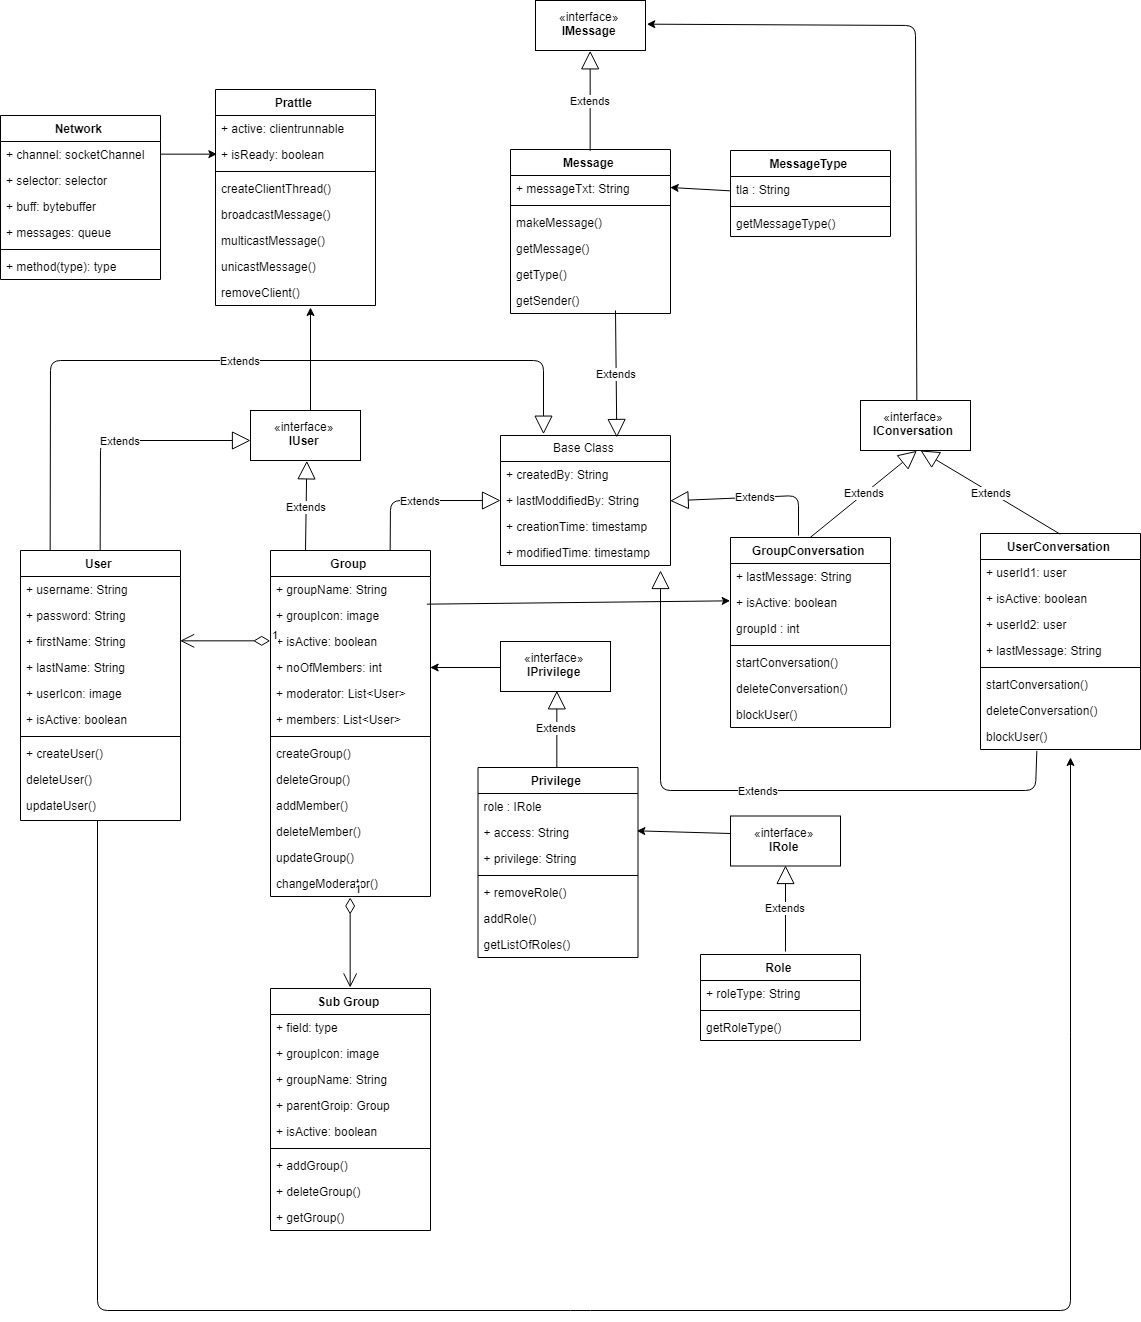 «interface»
IMessage
Extends
Prattle
+ active: clientrunnable
+ isReady: boolean
createClientThread()
broadcastMessage()
multicastMessage()
unicastMessage()
removeClient()
Network
+ channel: socketChannel
+ selector: selector
+ buff: bytebuffer
+ messages: queue
+ method(type): type
Message
+ messageTxt: String
makeMessage()
getMessage()
getType()
getSender()
MessageType
tla : String
getMessageType()
Extends
Extends
«interface»
IUser
Extends
Extends
«interface»
IConversation
Extends
Extends
Base Class
+ createdBy: String
+ lastModdifiedBy: String
+ creationTime: timestamp
+ modifiedTime: timestamp
Extends
Extends
User
+ username: String
+ password: String
+ firstName: String
+ lastName: String
+ userIcon: image
+ isActive: boolean
+ createUser()
deleteUser()
updateUser()
Group
+ groupName: String
+ groupIcon: image
1
+ isActive: boolean
+ noOfMembers: int
+ moderator: List<User>
+ members: List<User>
createGroup()
deleteGroup()
addMember()
deleteMember()
updateGroup()
changeModerator()
1
GroupConversation
+ lastMessage: String
+ isActive: boolean
groupId : int
startConversation()
deleteConversation()
blockUser()
UserConversation
+ userId1: user
+ isActive: boolean
+ userId2: user
+ lastMessage: String
startConversation()
deleteConversation()
blockUser()
Extends
«interface»
IPrivilege
Extends
Privilege
role : IRole
+ access: String
+ privilege: String
+ removeRole()
addRole()
getListOfRoles()
«interface»
IRole
Extends
Role
+ roleType: String
getRoleType()
Sub Group
+ field: type
+ groupIcon: image
+ groupName: String
+ parentGroip: Group
+ isActive: boolean
+ addGroup()
+ deleteGroup()
+ getGroup()